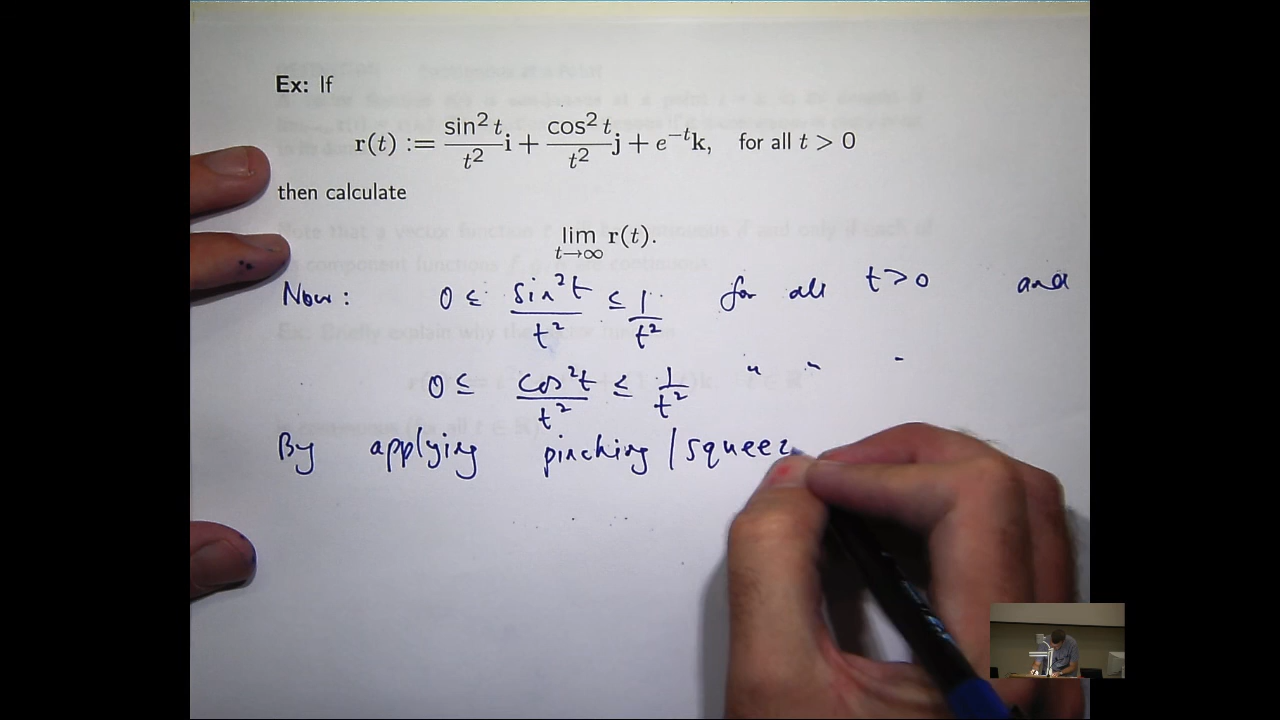 Ex: If
r(t) := sin² t/t² i + cos² t/t² j + e^{-t}k, for all t > 0
then calculate
lim t→∞ r(t).
Now: 0 ≤ sin²t/t² ≤ 1/t² for all t > 0 and
0 ≤ cos²t/t² ≤ 1/t² " " "
By applying pinching / squeez